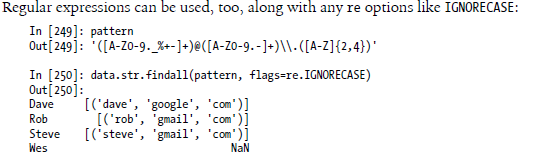 Regular expressions can be used, too, along with any re options like IGNORECASE:
In [249]: pattern
Out[249]: '([A-Z0-9._%+-]+)@([A-Z0-9.-]+)\\.([A-Z]{2,4})'
In [250]: data.str.findall(pattern, flags=re.IGNORECASE)
Out[250]:
Dave [('dave', 'google', 'com')]
Rob [('rob', 'gmail', 'com')]
Steve [('steve', 'gmail', 'com')]
Wes NaN